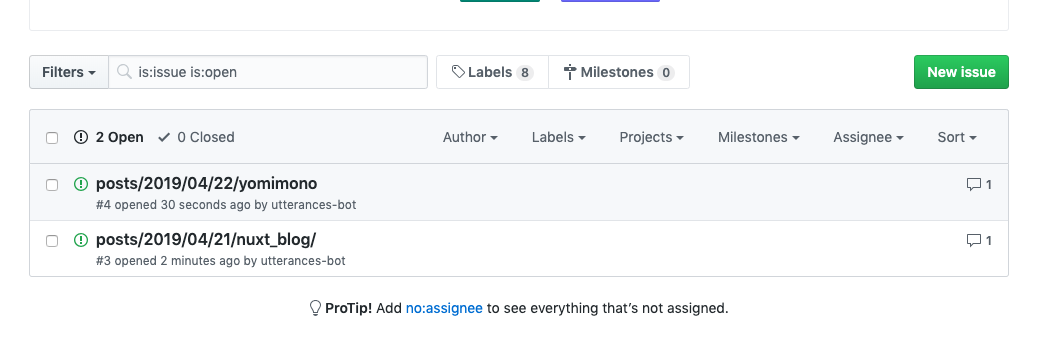 Filters is:issue is:open Labels 8 Milestones 0 New issue
2 Open 0 Closed Author Labels Projects Milestones Assignee Sort
posts/2019/04/22/yomimono 1
#4 opened 30 seconds ago by utterances-bot
posts/2019/04/21/nuxt_blog/ 1
#3 opened 2 minutes ago by utterances-bot
ProTip! Add no:assignee to see everything that’s not assigned.